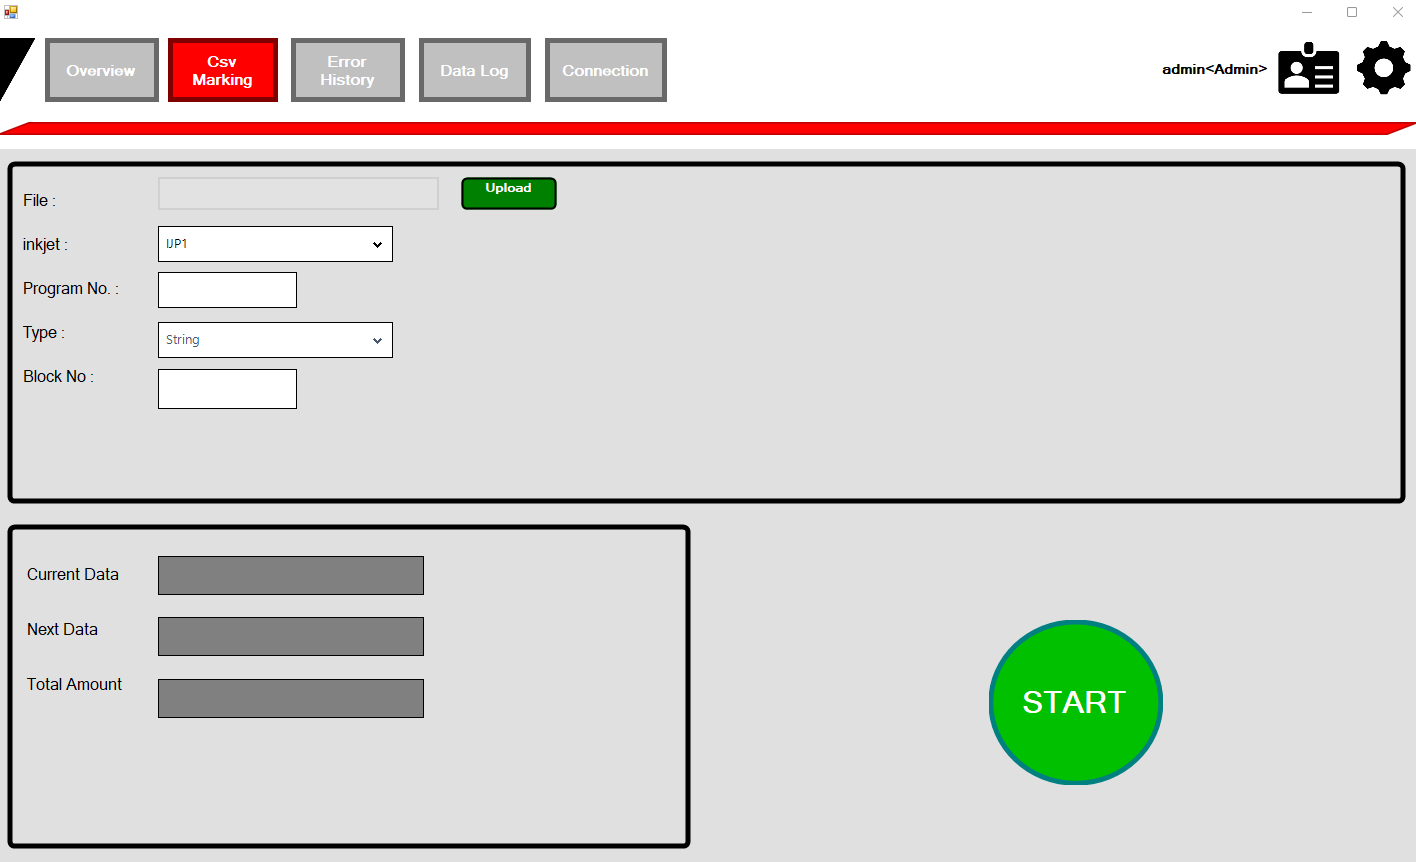 Overview
Csv
Marking
Error
History
Data Log
Connection
admin<Admin>
File :
Upload
inkjet :
IJP1
Program No. :
Type :
String
Block No :
Current Data
Next Data
Total Amount
START